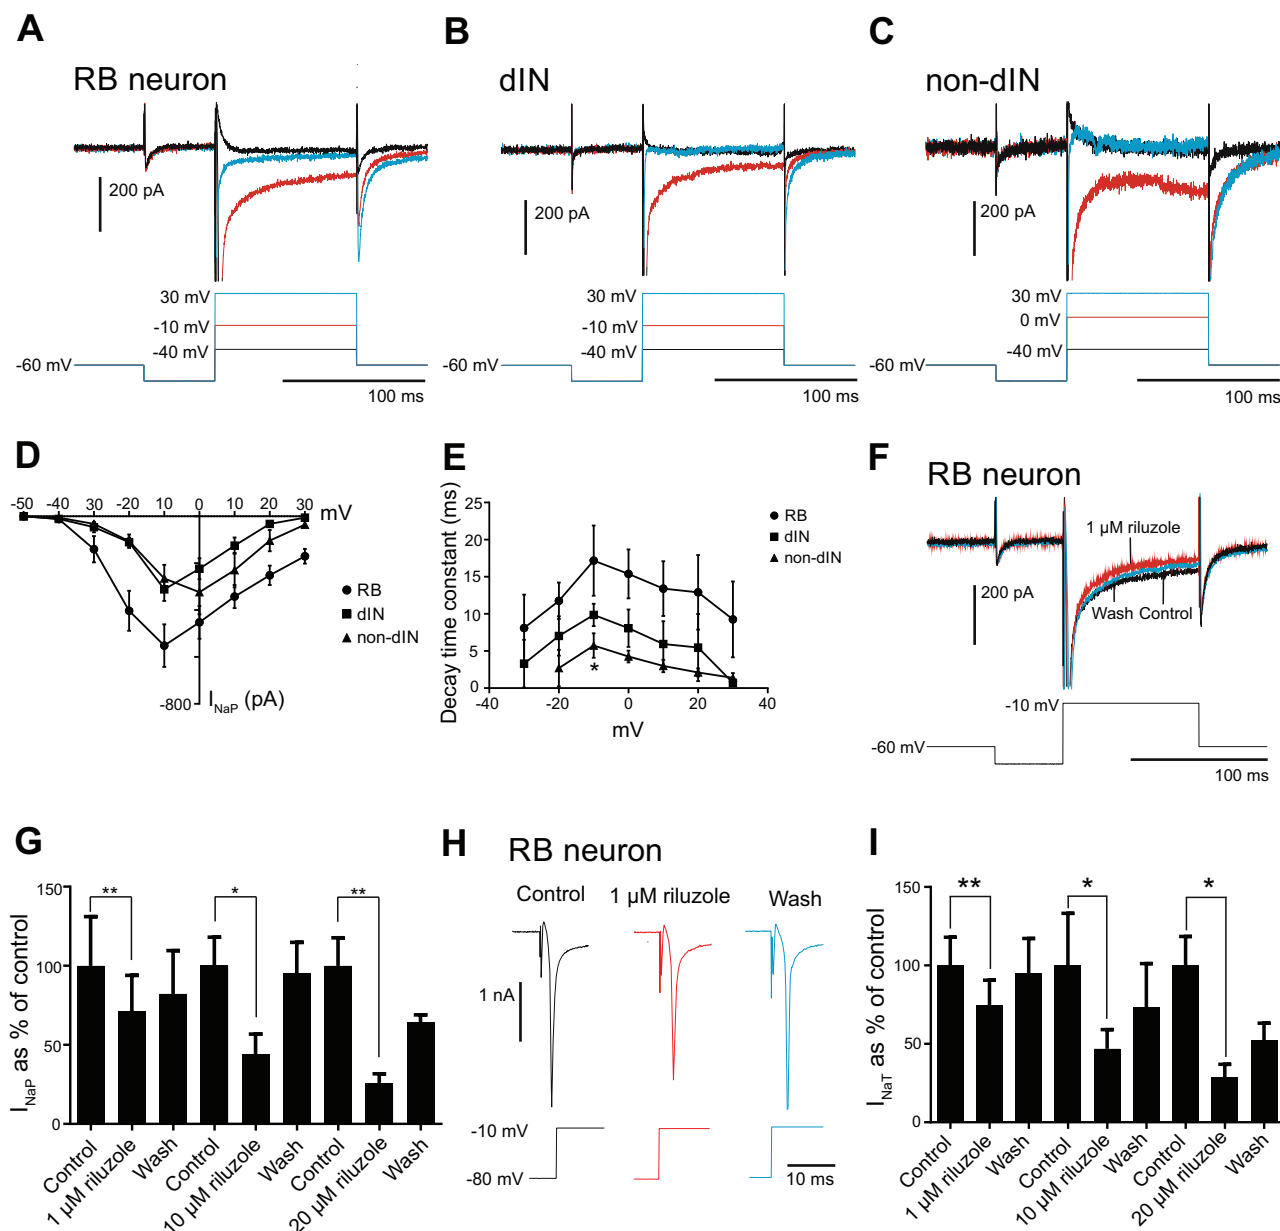 A
B
C
RB neuron
dIN
non-dIN
200 pA
200 pA
200 pA
30 mV
-10 mV
-40 mV
-60 mV
100 ms
30 mV
-10 mV
-40 mV
-60 mV
100 ms
30 mV
0 mV
-40 mV
-60 mV
100 ms
D
-50 -40 -30 -20 -10 0 10 20 30
mV
RB
dIN
non-dIN
-800
I NaP (pA)
E
Decay time constant (ms)
25
20
15
10
5
0
-40 -20 0 20 40
mV
*
RB
dIN
non-dIN
F
RB neuron
1 µM riluzole
Wash Control
200 pA
-10 mV
-60 mV
100 ms
G
I NaP as % of control
150
100
50
0
**
*
**
Control
1 µM riluzole
Wash
Control
10 µM riluzole
Wash
Control
20 µM riluzole
Wash
H
RB neuron
Control
1 µM riluzole
Wash
1 nA
-10 mV
-80 mV
10 ms
I
I NaT as % of control
150
100
50
0
**
*
*
Control
1 µM riluzole
Wash
Control
10 µM riluzole
Wash
Control
20 µM riluzole
Wash